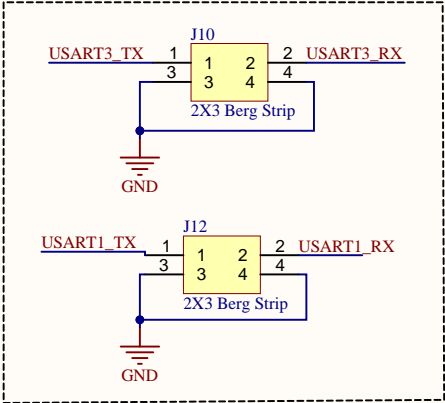 J10
USART3_TX 1 1 2 2 USART3_RX
3 3 4 4
2X3 Berg Strip
GND
J12
USART1_TX 1 1 2 2 USART1_RX
3 3 4 4
2X3 Berg Strip
GND